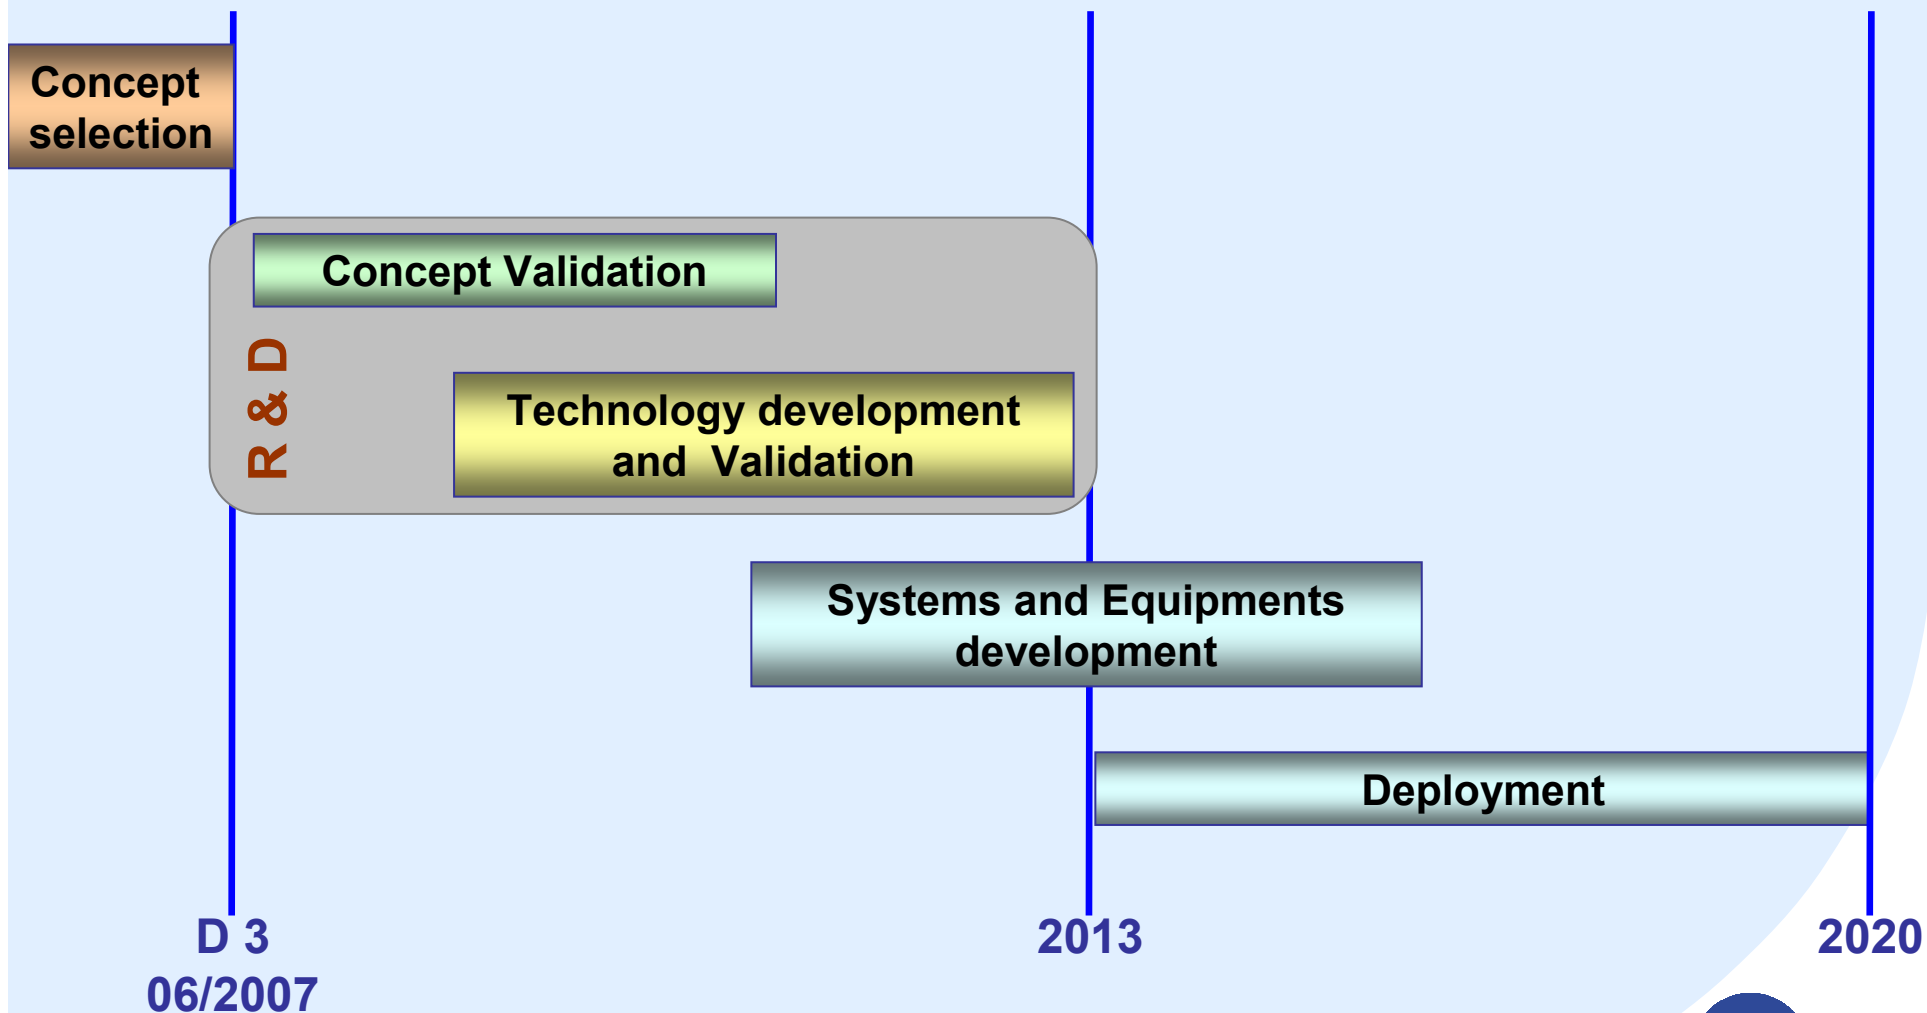 Concept
selection
Concept Validation
R & D
Technology development
and  Validation
Systems and Equipments
development
Deployment
D 3
06/2007
2013
2020